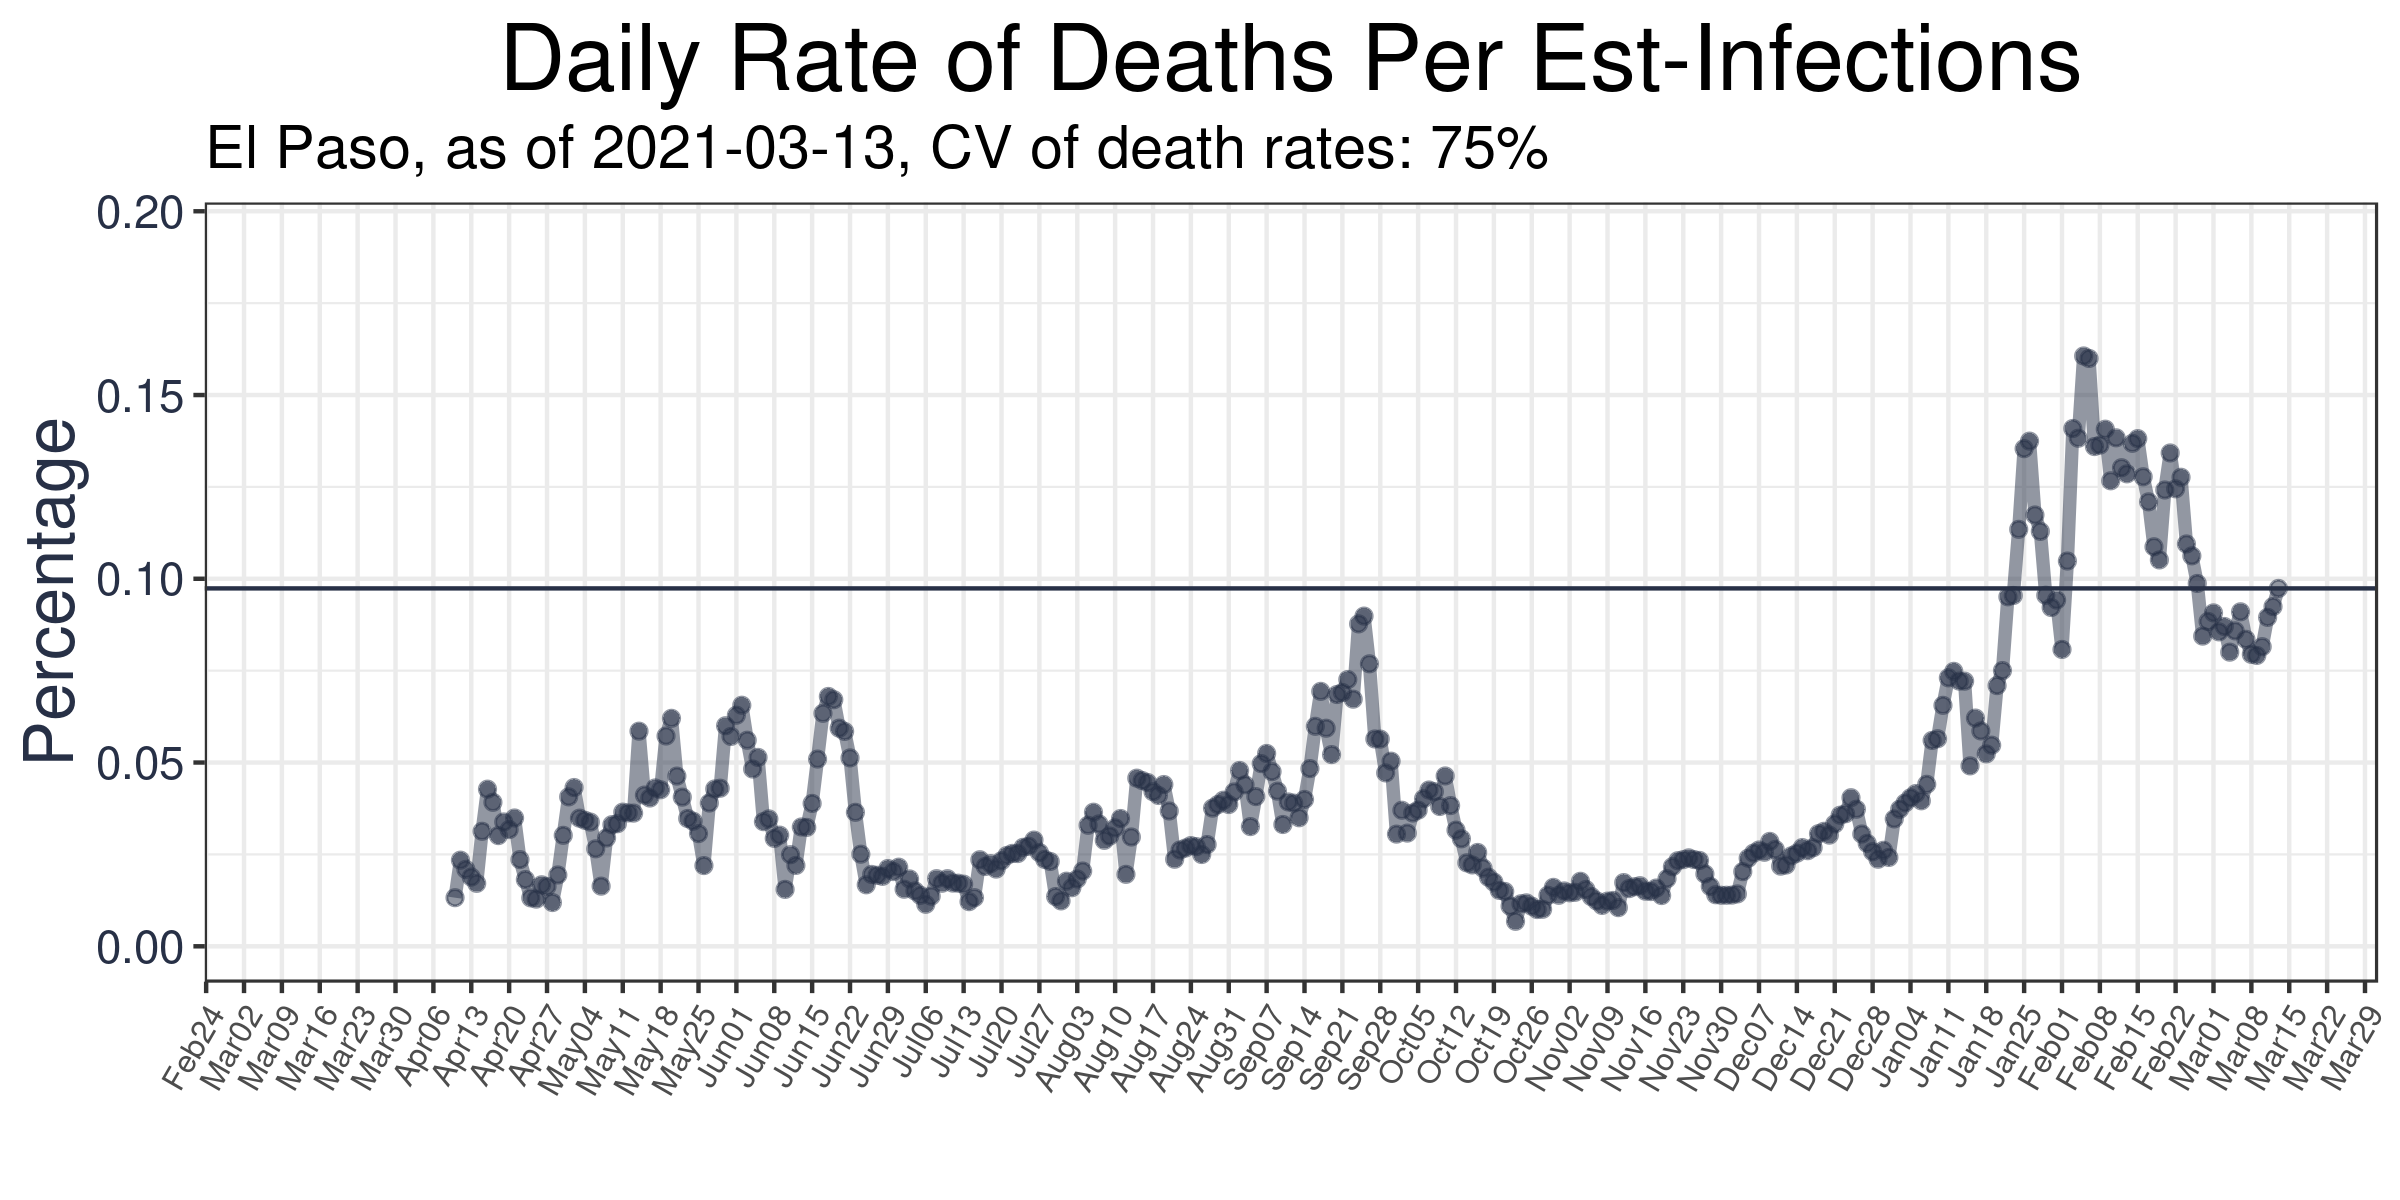 Daily Rate of Deaths Per Est-Infections
El Paso, as of 2021-03-13, CV of death rates: 75%
Percentage
0.20
0.15
0.10
0.05
0.00
Feb24
Mar02
Mar09
Mar16
Mar23
Mar30
Apr06
Apr13
Apr20
Apr27
May04
May11
May18
May25
Jun01
Jun08
Jun15
Jun22
Jun29
Jul06
Jul13
Jul20
Jul27
Aug03
Aug10
Aug17
Aug24
Aug31
Sep07
Sep14
Sep21
Sep28
Oct05
Oct12
Oct19
Oct26
Nov02
Nov09
Nov16
Nov23
Nov30
Dec07
Dec14
Dec21
Dec28
Jan04
Jan11
Jan18
Jan25
Feb01
Feb08
Feb15
Feb22
Mar01
Mar08
Mar15
Mar22
Mar29